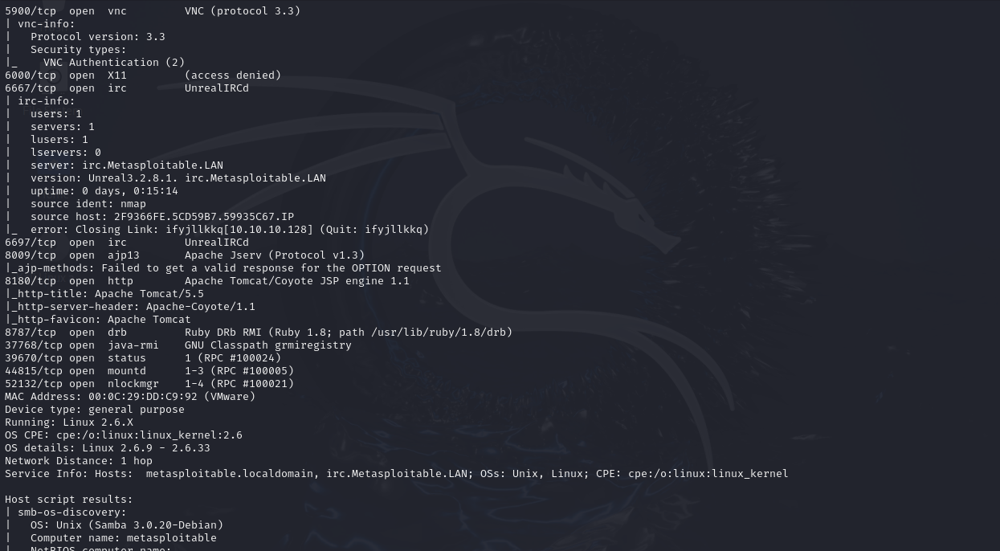 5900/tcp  open  vnc         VNC (protocol 3.3)
| vnc-info:
|   Protocol version: 3.3
|   Security types:
|_    VNC Authentication (2)
6000/tcp  open  X11         (access denied)
6667/tcp  open  irc         UnrealIRCd
| irc-info:
|   users: 1
|   servers: 1
|   lusers: 1
|   lservers: 0
|   server: irc.Metasploitable.LAN
|   version: Unreal3.2.8.1. irc.Metasploitable.LAN
|   uptime: 0 days, 0:15:14
|   source ident: nmap
|   source host: 2F9366FE.5CD59B7.59935C67.IP
|_  error: Closing Link: ifyjllkkq[10.10.10.128] (Quit: ifyjllkkq)
6697/tcp  open  irc         UnrealIRCd
8009/tcp  open  ajp13       Apache Jserv (Protocol v1.3)
|_ajp-methods: Failed to get a valid response for the OPTION request
8180/tcp  open  http        Apache Tomcat/Coyote JSP engine 1.1
|_http-title: Apache Tomcat/5.5
|_http-server-header: Apache-Coyote/1.1
|_http-favicon: Apache Tomcat
8787/tcp  open  drb         Ruby DRb RMI (Ruby 1.8; path /usr/lib/ruby/1.8/drb)
37768/tcp open  java-rmi    GNU Classpath grmiregistry
39670/tcp open  status      1 (RPC #100024)
44815/tcp open  mountd      1-3 (RPC #100005)
52132/tcp open  nlockmgr    1-4 (RPC #100021)
MAC Address: 00:0C:29:DD:C9:92 (VMware)
Device type: general purpose
Running: Linux 2.6.X
OS CPE: cpe:/o:linux:linux_kernel:2.6
OS details: Linux 2.6.9 - 2.6.33
Network Distance: 1 hop
Service Info: Hosts:  metasploitable.localdomain, irc.Metasploitable.LAN; OSs: Unix, Linux; CPE: cpe:/o:linux:linux_kernel

Host script results:
| smb-os-discovery:
|   OS: Unix (Samba 3.0.20-Debian)
|   Computer name: metasploitable
|   NetBIOS computer name: